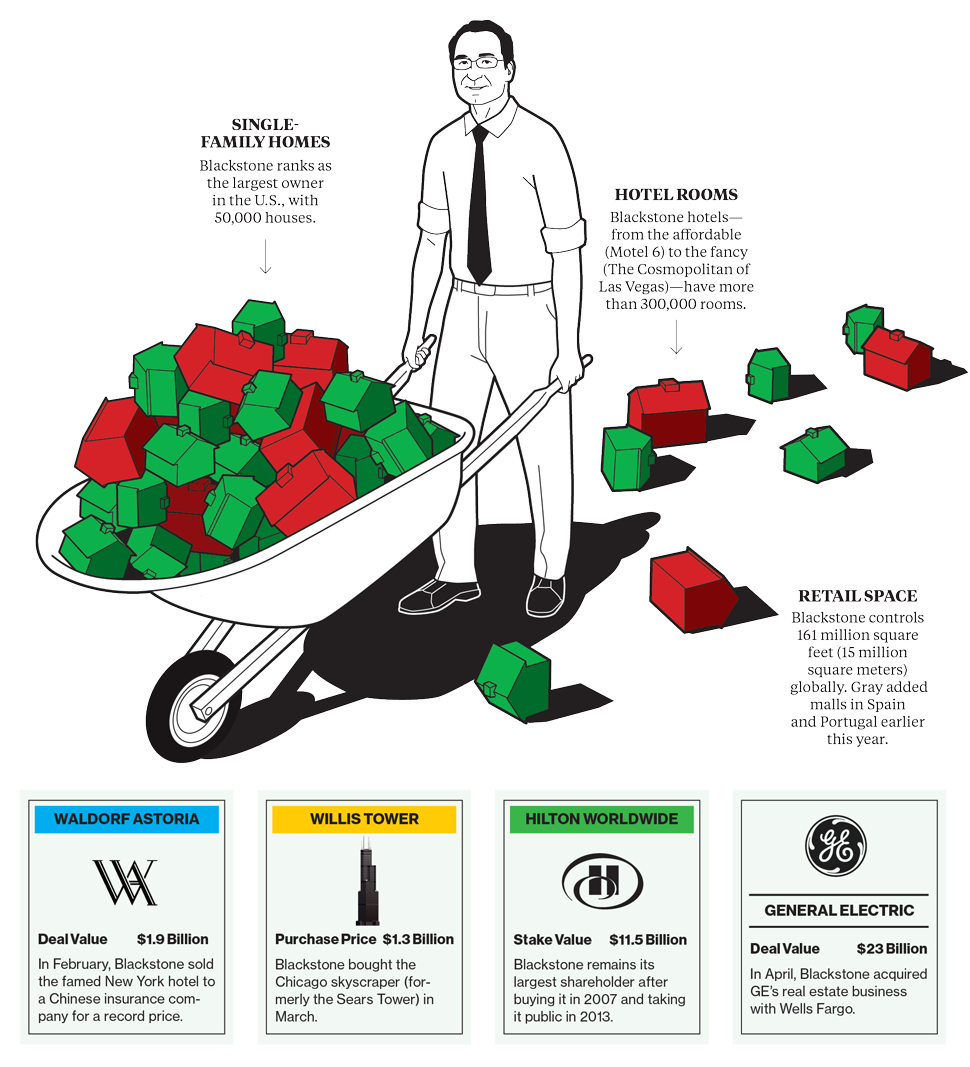 SINGLE-
FAMILY HOMES
Blackstone ranks as
the largest owner
in the U.S., with
50,000 houses.
HOTEL ROOMS
Blackstone hotels—
from the affordable
(Motel 6) to the fancy
(The Cosmopolitan of
Las Vegas)—have more
than 300,000 rooms.
RETAIL SPACE
Blackstone controls
161 million square
feet (15 million
square meters)
globally. Gray added
malls in Spain
and Portugal earlier
this year.
WALDORF ASTORIA
WA
Deal Value $1.9 Billion
In February, Blackstone sold
the famed New York hotel to
a Chinese insurance com-
pany for a record price.
WILLIS TOWER
Purchase Price $1.3 Billion
Blackstone bought the
Chicago skyscraper (for-
merly the Sears Tower) in
March.
HILTON WORLDWIDE
H
Stake Value $11.5 Billion
Blackstone remains its
largest shareholder after
buying it in 2007 and taking
it public in 2013.
GE
GENERAL ELECTRIC
Deal Value $23 Billion
In April, Blackstone acquired
GE's real estate business
with Wells Fargo.